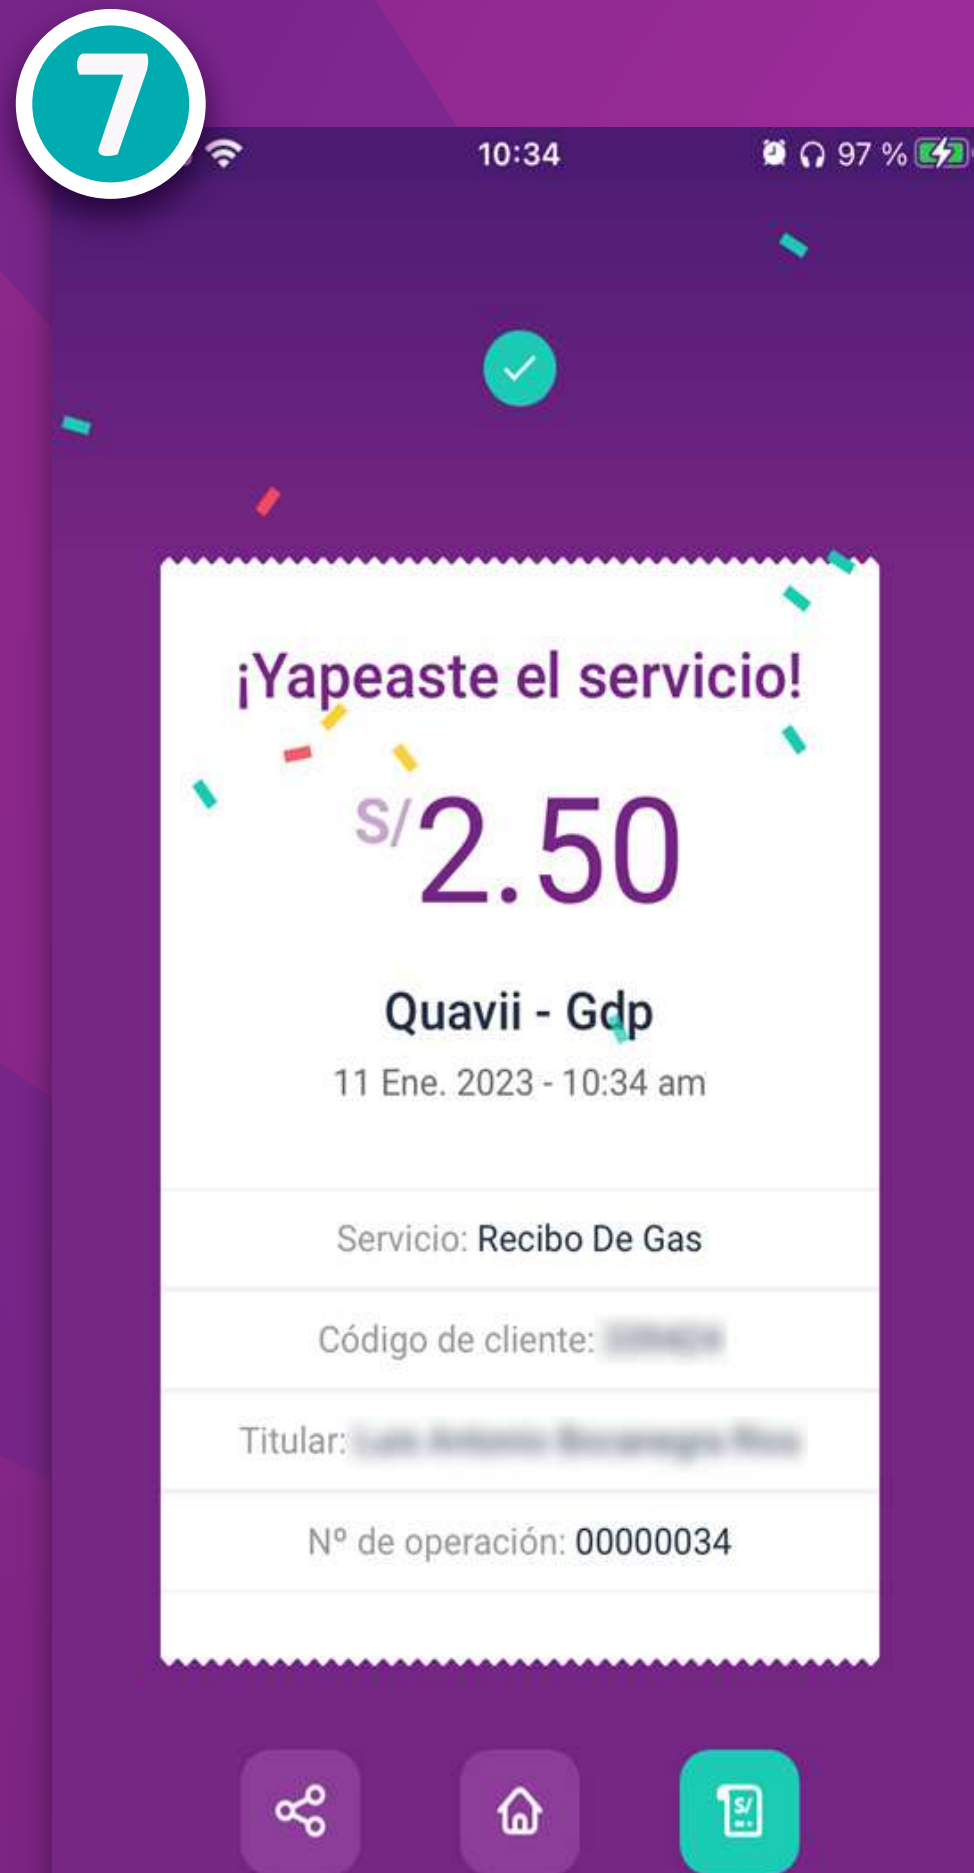 7
10:34
97 %
¡Yapeaste el servicio!
S/2.50
Quavii - Gdp
11 Ene. 2023 - 10:34 am
Servicio: Recibo De Gas
Código de cliente:
Titular:
Nº de operación: 00000034
S/